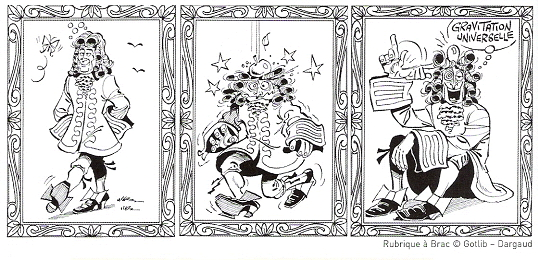 GRAVITATION
UNIVERSELLE
Rubrique à Brac © Gotlib – Dargaud